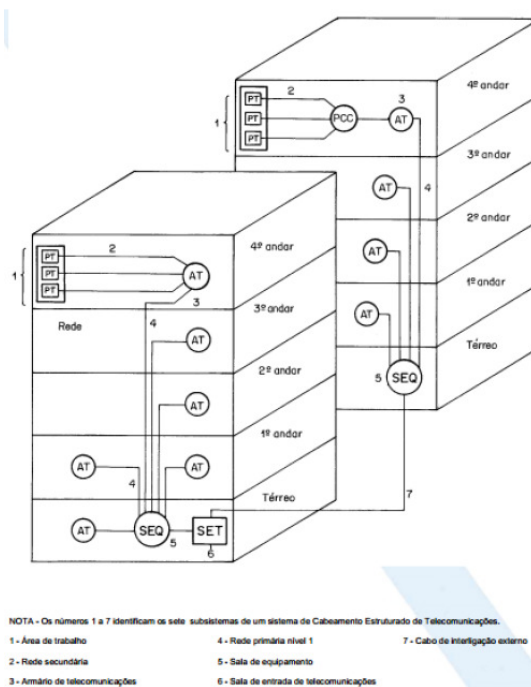 4º andar
2
3
PT
PT
PT
1
PCC
AT
3º andar
4
AT
2º andar
AT
1º andar
AT
Térreo
5
SEQ
4º andar
2
1
PT
PT
PT
AT
3
3º andar
Rede
4
AT
2º andar
AT
1º andar
AT
4
AT
Térreo
AT
SEQ
5
SET
6
7
NOTA - Os números 1 a 7 identificam os sete subsistemas de um sistema de Cabeamento Estruturado de Telecomunicações.
1 - Área de trabalho
4 - Rede primária nível 1
7 - Cabo de interligação externo
2 - Rede secundária
5 - Sala de equipamento
3 - Armário de telecomunicações
6 - Sala de entrada de telecomunicações